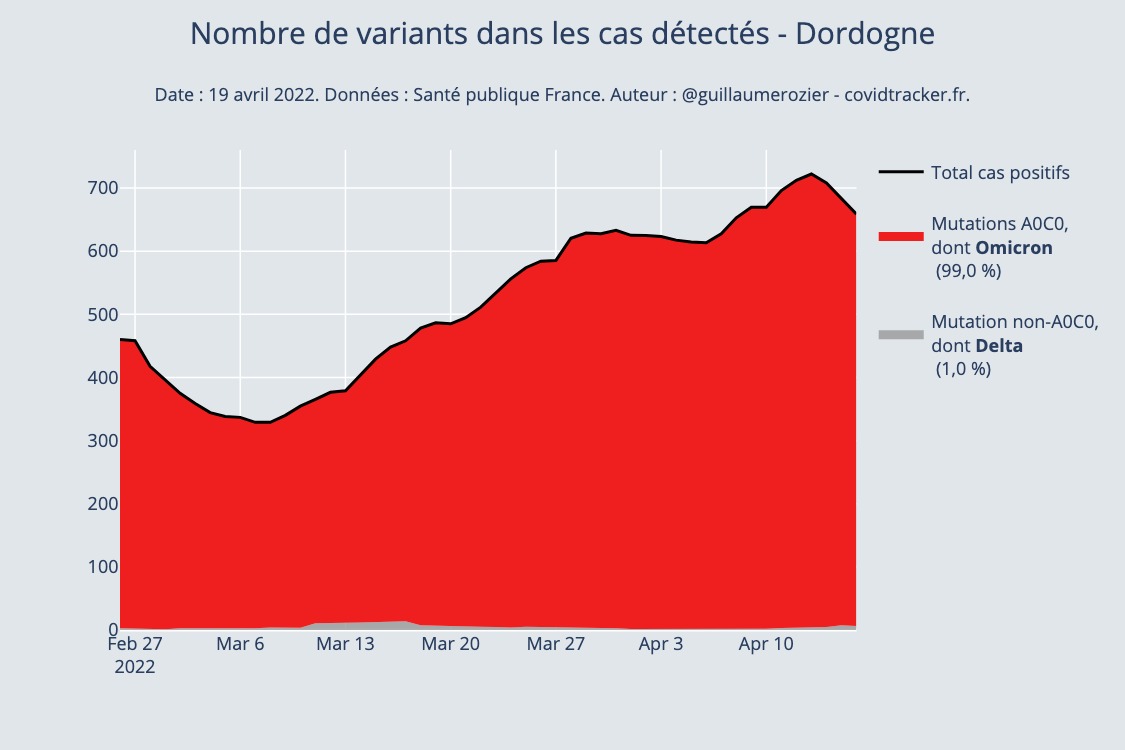 Nombre de variants dans les cas détectés - Dordogne
Date : 19 avril 2022. Données : Santé publique France. Auteur : @guillaumerozier - covidtracker.fr.
700
600
500
400
300
200
100
0
Feb 27
2022
Mar 6
Mar 13
Mar 20
Mar 27
Apr 3
Apr 10
Total cas positifs
Mutations A0C0,
dont Omicron
(99,0 %)
Mutation non-A0C0,
dont Delta
(1,0 %)